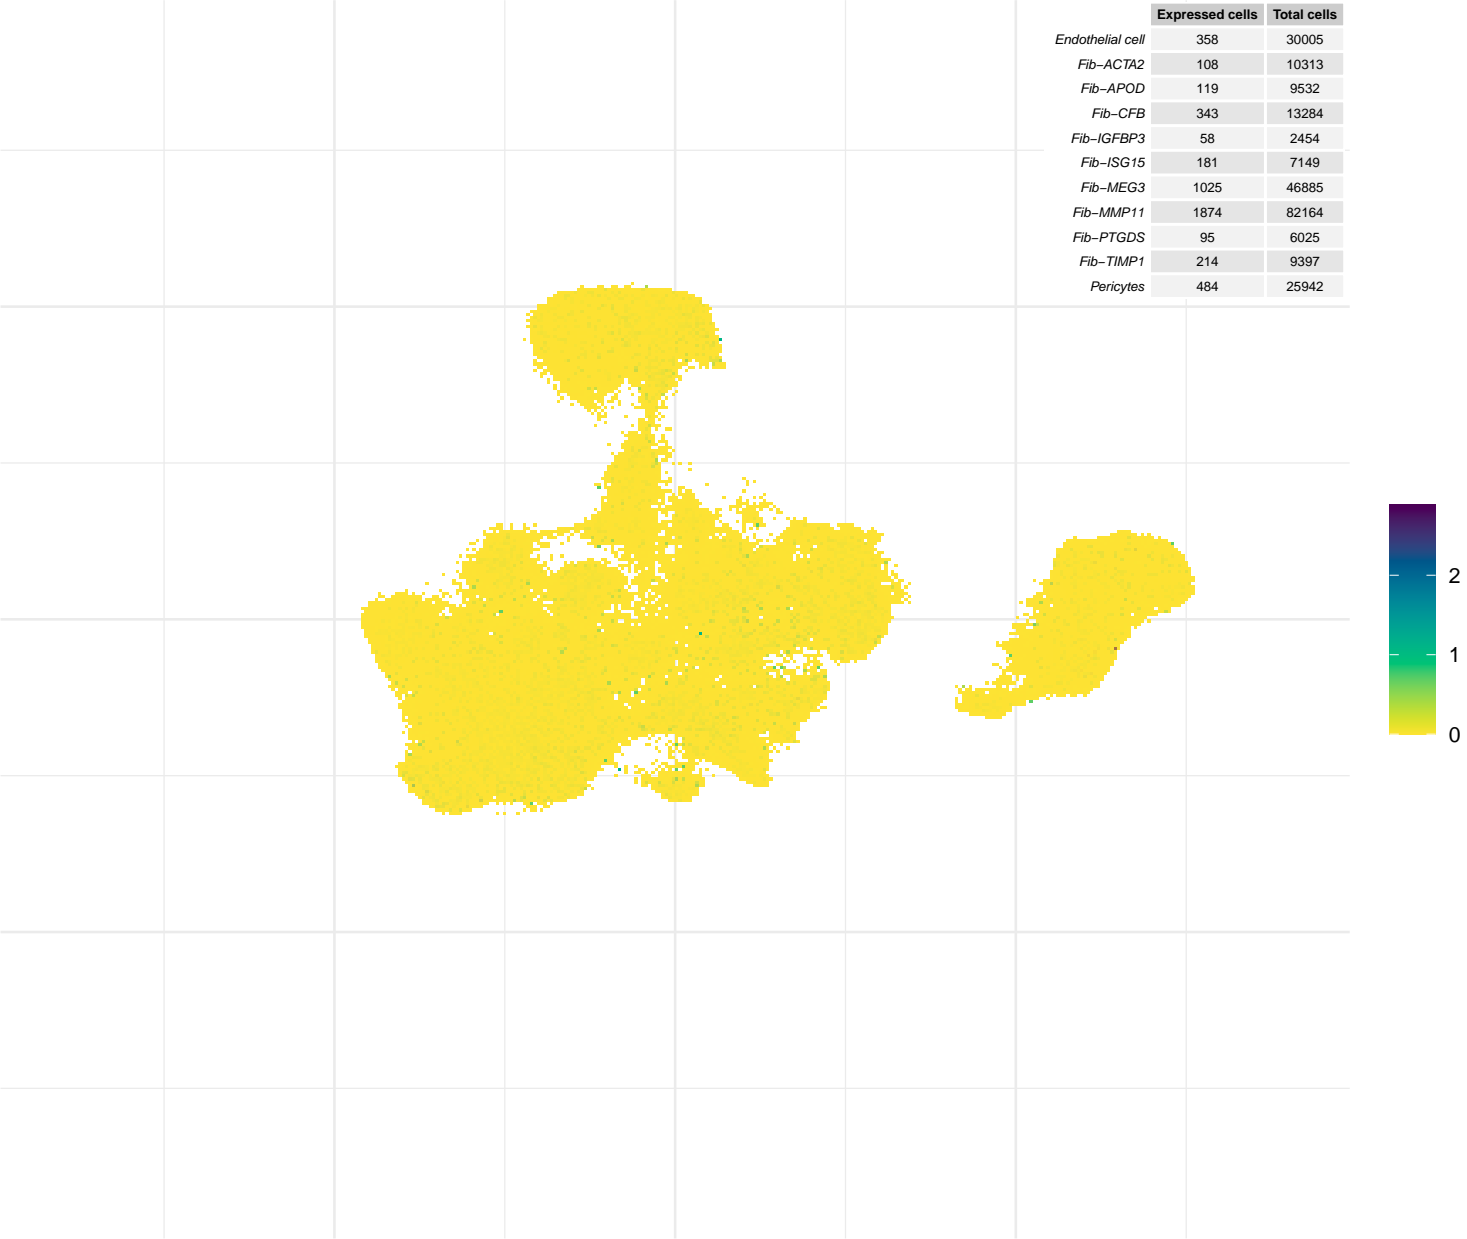 Expressed cells Total cells
Endothelial cell 358 30005
Fib−ACTA2 108 10313
Fib−APOD 119 9532
Fib−CFB 343 13284
Fib−IGFBP3 58 2454
Fib−ISG15 181 7149
Fib−MEG3 1025 46885
Fib−MMP11 1874 82164
Fib−PTGDS 95 6025
Fib−TIMP1 214 9397
Pericytes 484 25942
2
1
0